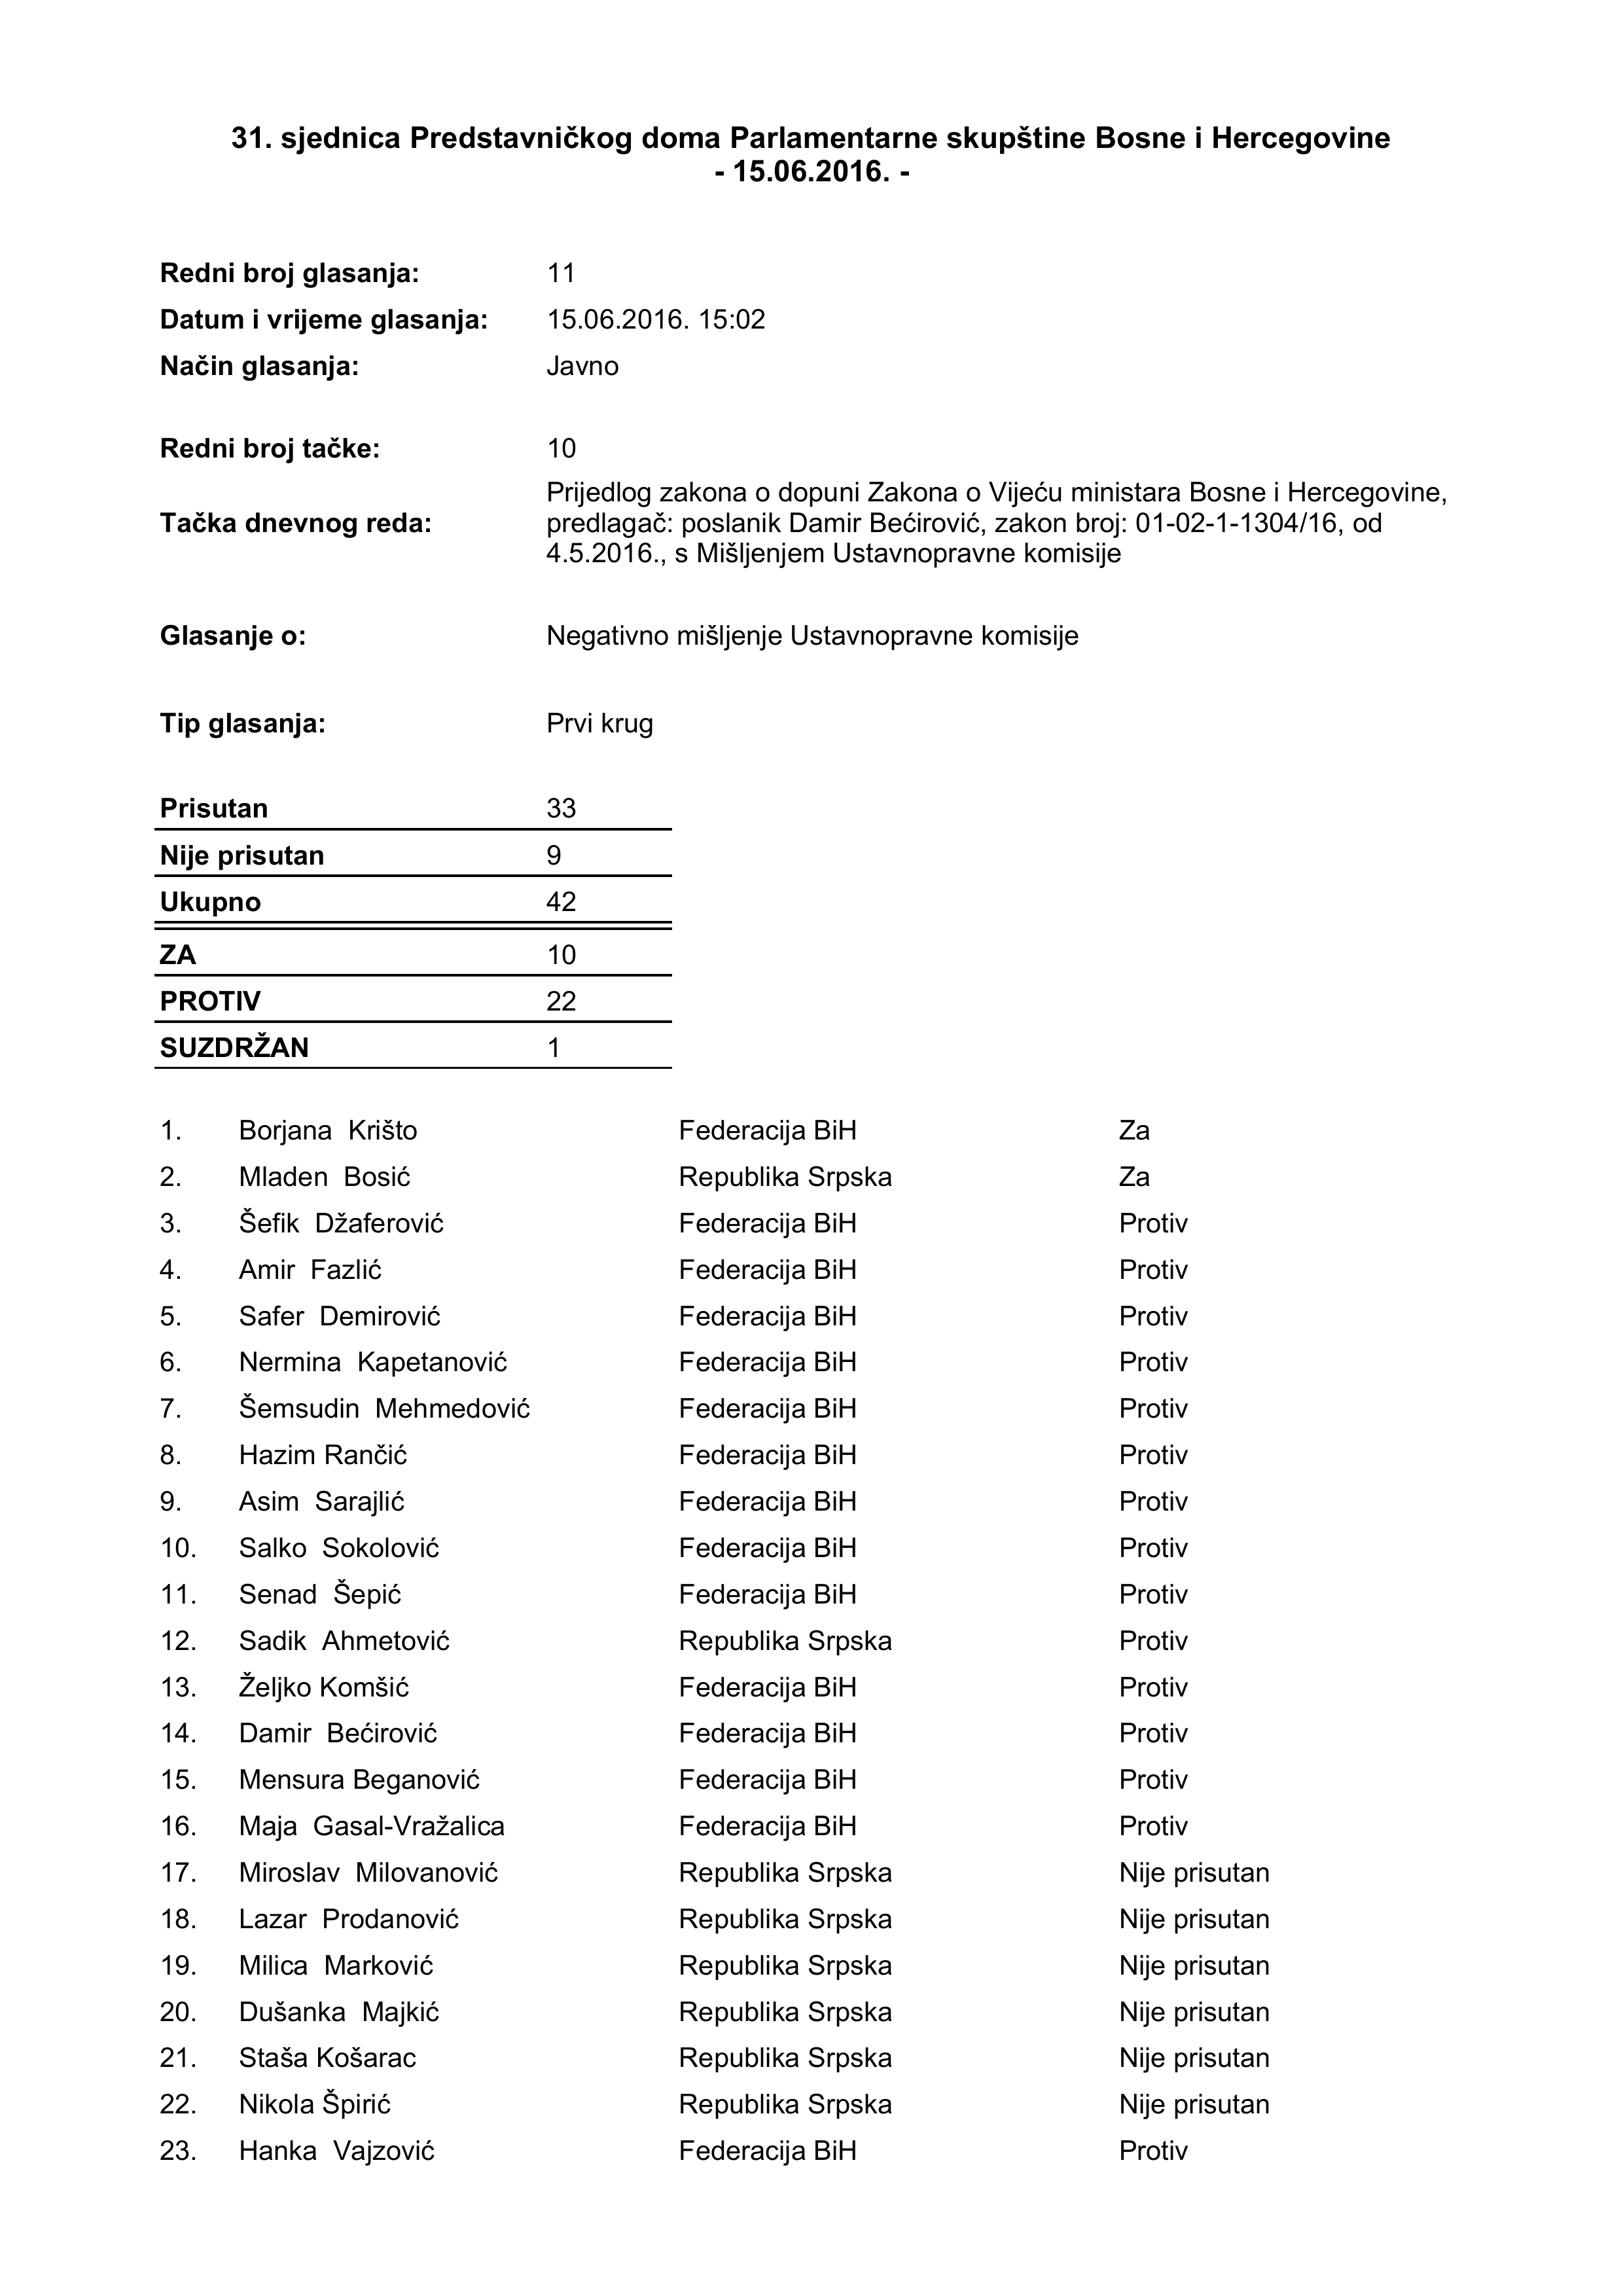 31. sjednica Predstavničkog doma Parlamentarne skupštine Bosne i Hercegovine
- 15.06.2016. -
Redni broj glasanja: 11
Datum i vrijeme glasanja: 15.06.2016. 15:02
Način glasanja: Javno
Redni broj tačke: 10
Tačka dnevnog reda: Prijedlog zakona o dopuni Zakona o Vijeću ministara Bosne i Hercegovine,
predlagač: poslanik Damir Bećirović, zakon broj: 01-02-1-1304/16, od
4.5.2016., s Mišljenjem Ustavnopravne komisije
Glasanje o: Negativno mišljenje Ustavnopravne komisije
Tip glasanja: Prvi krug
Prisutan 33
Nije prisutan 9
Ukupno 42
ZA 10
PROTIV 22
SUZDRŽAN 1
1. Borjana Krišto Federacija BiH Za
2. Mladen Bosić Republika Srpska Za
3. Šefik Džaferović Federacija BiH Protiv
4. Amir Fazlić Federacija BiH Protiv
5. Safer Demirović Federacija BiH Protiv
6. Nermina Kapetanović Federacija BiH Protiv
7. Šemsudin Mehmedović Federacija BiH Protiv
8. Hazim Rančić Federacija BiH Protiv
9. Asim Sarajlić Federacija BiH Protiv
10. Salko Sokolović Federacija BiH Protiv
11. Senad Šepić Federacija BiH Protiv
12. Sadik Ahmetović Republika Srpska Protiv
13. Željko Komšić Federacija BiH Protiv
14. Damir Bećirović Federacija BiH Protiv
15. Mensura Beganović Federacija BiH Protiv
16. Maja Gasal-Vražalica Federacija BiH Protiv
17. Miroslav Milovanović Republika Srpska Nije prisutan
18. Lazar Prodanović Republika Srpska Nije prisutan
19. Milica Marković Republika Srpska Nije prisutan
20. Dušanka Majkić Republika Srpska Nije prisutan
21. Staša Košarac Republika Srpska Nije prisutan
22. Nikola Špirić Republika Srpska Nije prisutan
23. Hanka Vajzović Federacija BiH Protiv